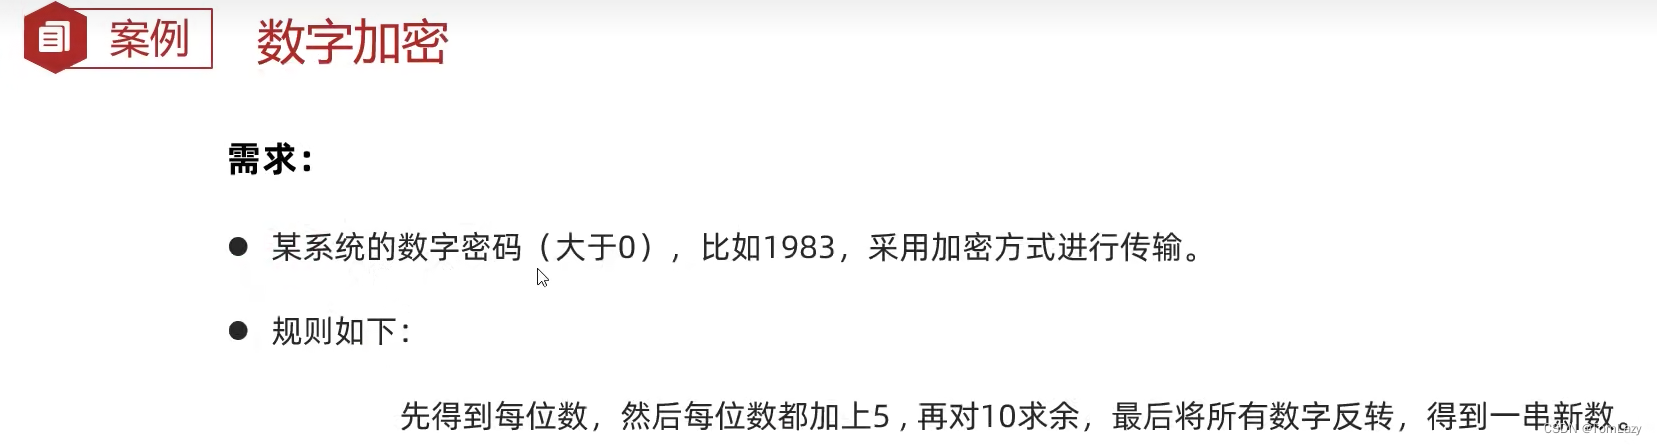 案例 数字加密
需求：
● 某系统的数字密码（大于0），比如1983，采用加密方式进行传输。
● 规则如下：
先得到每位数，然后每位数都加上5 , 再对10求余，最后将所有数字反转，得到一串新数。
CSDN @TomLazy